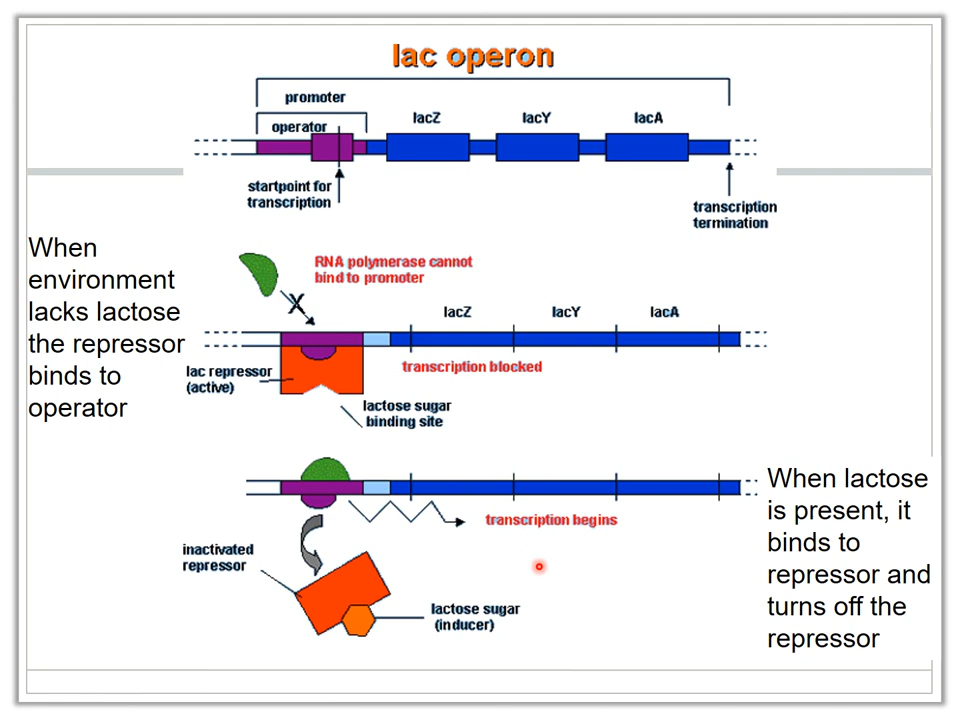 lac operon
promoter
operator
lacZ
lacY
lacA
startpoint for
transcription
transcription
termination
When
environment
lacks lactose
the repressor
binds to
operator
RNA polymerase cannot
bind to promoter
X
lacZ
lacY
lacA
lac repressor
(active)
transcription blocked
lactose sugar
binding site
transcription begins
inactivated
repressor
lactose sugar
(inducer)
When lactose
is present, it
binds to
repressor and
turns off the
repressor